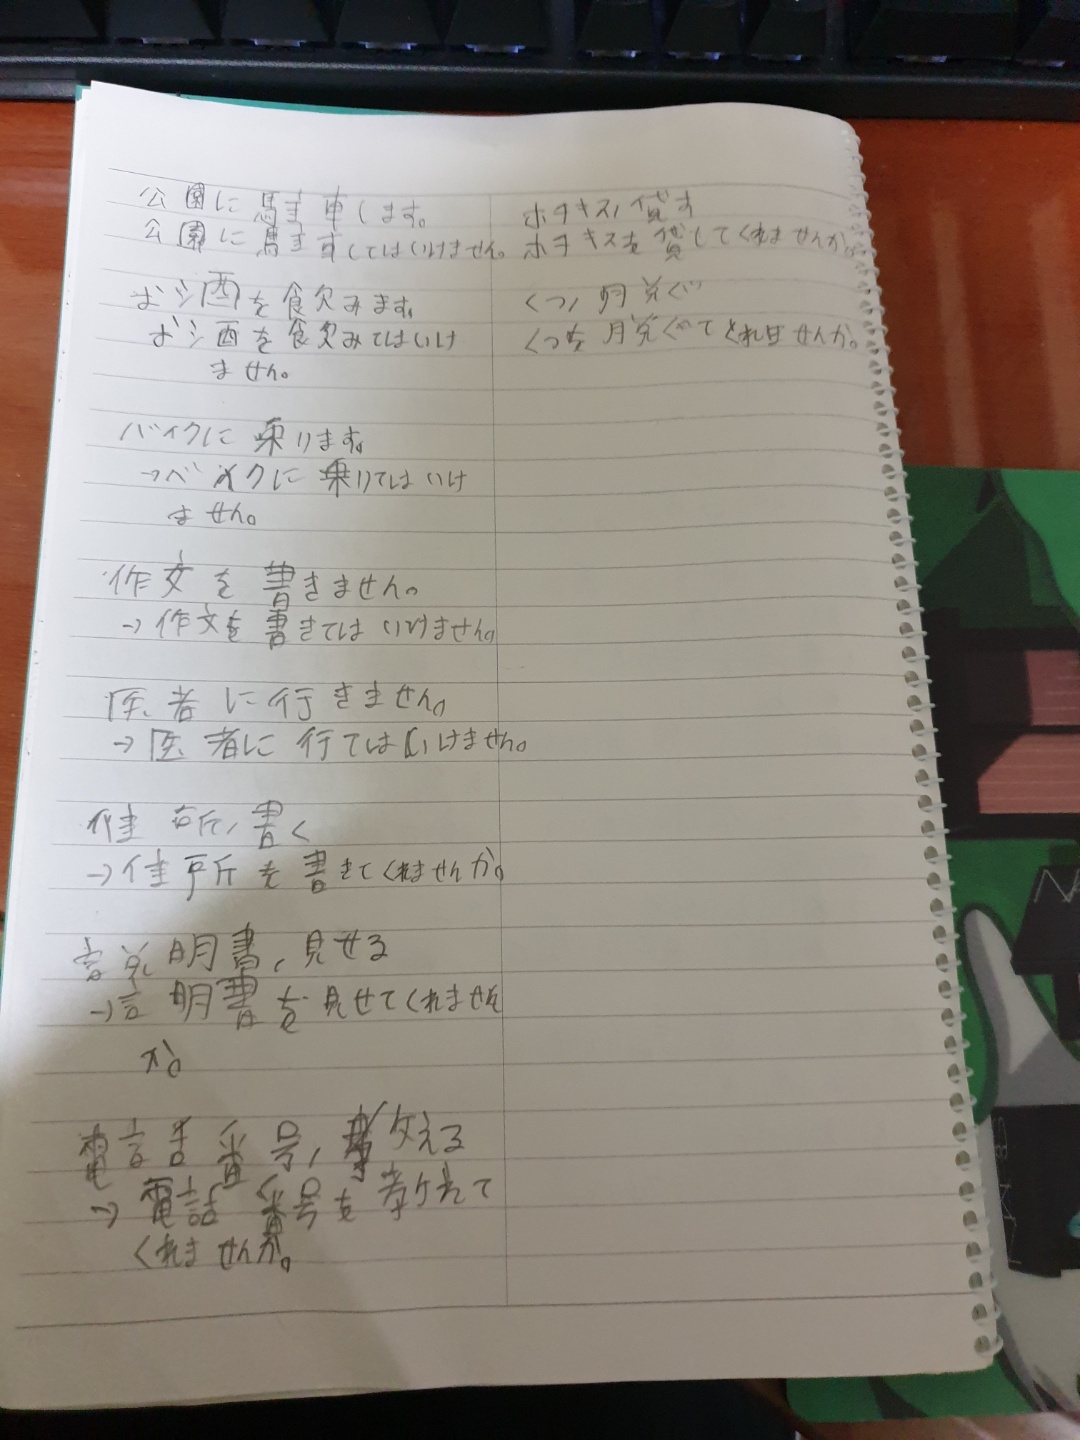 公園に駐車します。
公園に駐車してはいけません。
お酒を飲みます。
お酒を飲みてはいけ
ません。
バイクに乗ります。
→バイクに乗りてはいけ
ません。
作文を書きません。
→作文を書きてはいけません。
医者に行きません。
→医者に行てはいけません。
住所、書く
→住所を書きてくれませんか。
説明書、見せる
→説明書を見せてくれません
か。
電話番号、教える
→電話番号を教れて
くれませんか。
ホチキス、貸す
ホチキスを貸してくれませんか。
くつ、脱ぐ
くつを脱ぐてくれませんか。